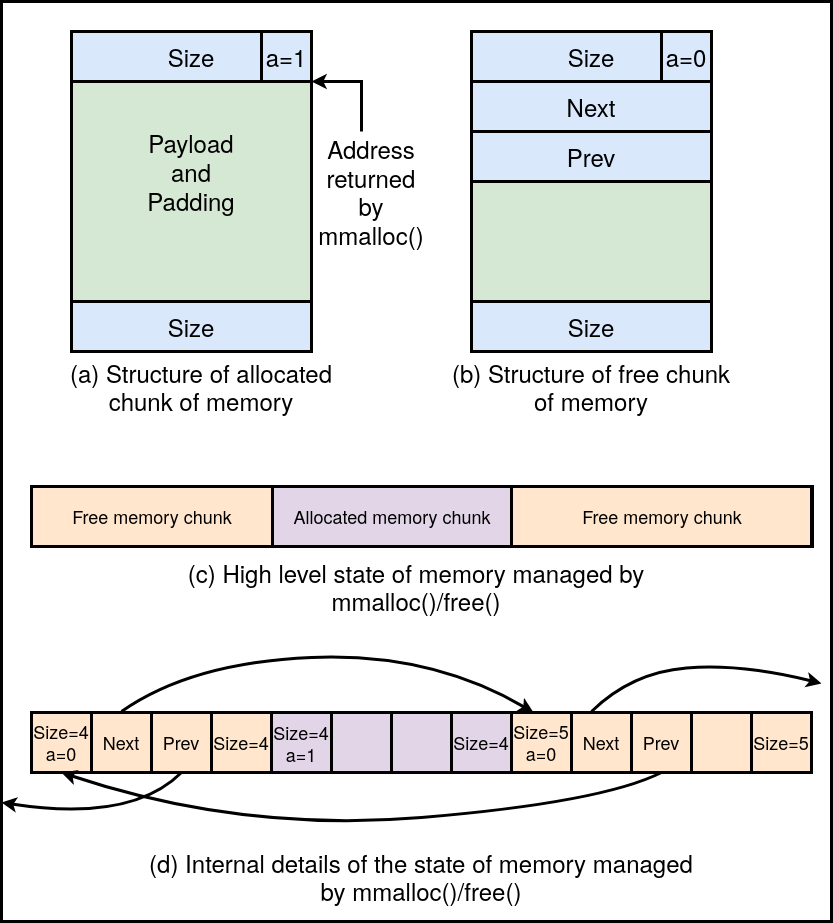 Size
a=1
Payload
and
Padding
Size
Address
returned
by
mmalloc()
(a) Structure of allocated
chunk of memory
Size
a=0
Next
Prev
Size
(b) Structure of free chunk
of memory
Free memory chunk
Allocated memory chunk
Free memory chunk
(c) High level state of memory managed by
mmalloc()/free()
Size=4
a=0
Next
Prev
Size=4
Size=4
a=1
Size=4
Size=5
a=0
Next
Prev
Size=5
(d) Internal details of the state of memory managed
by mmalloc()/free()